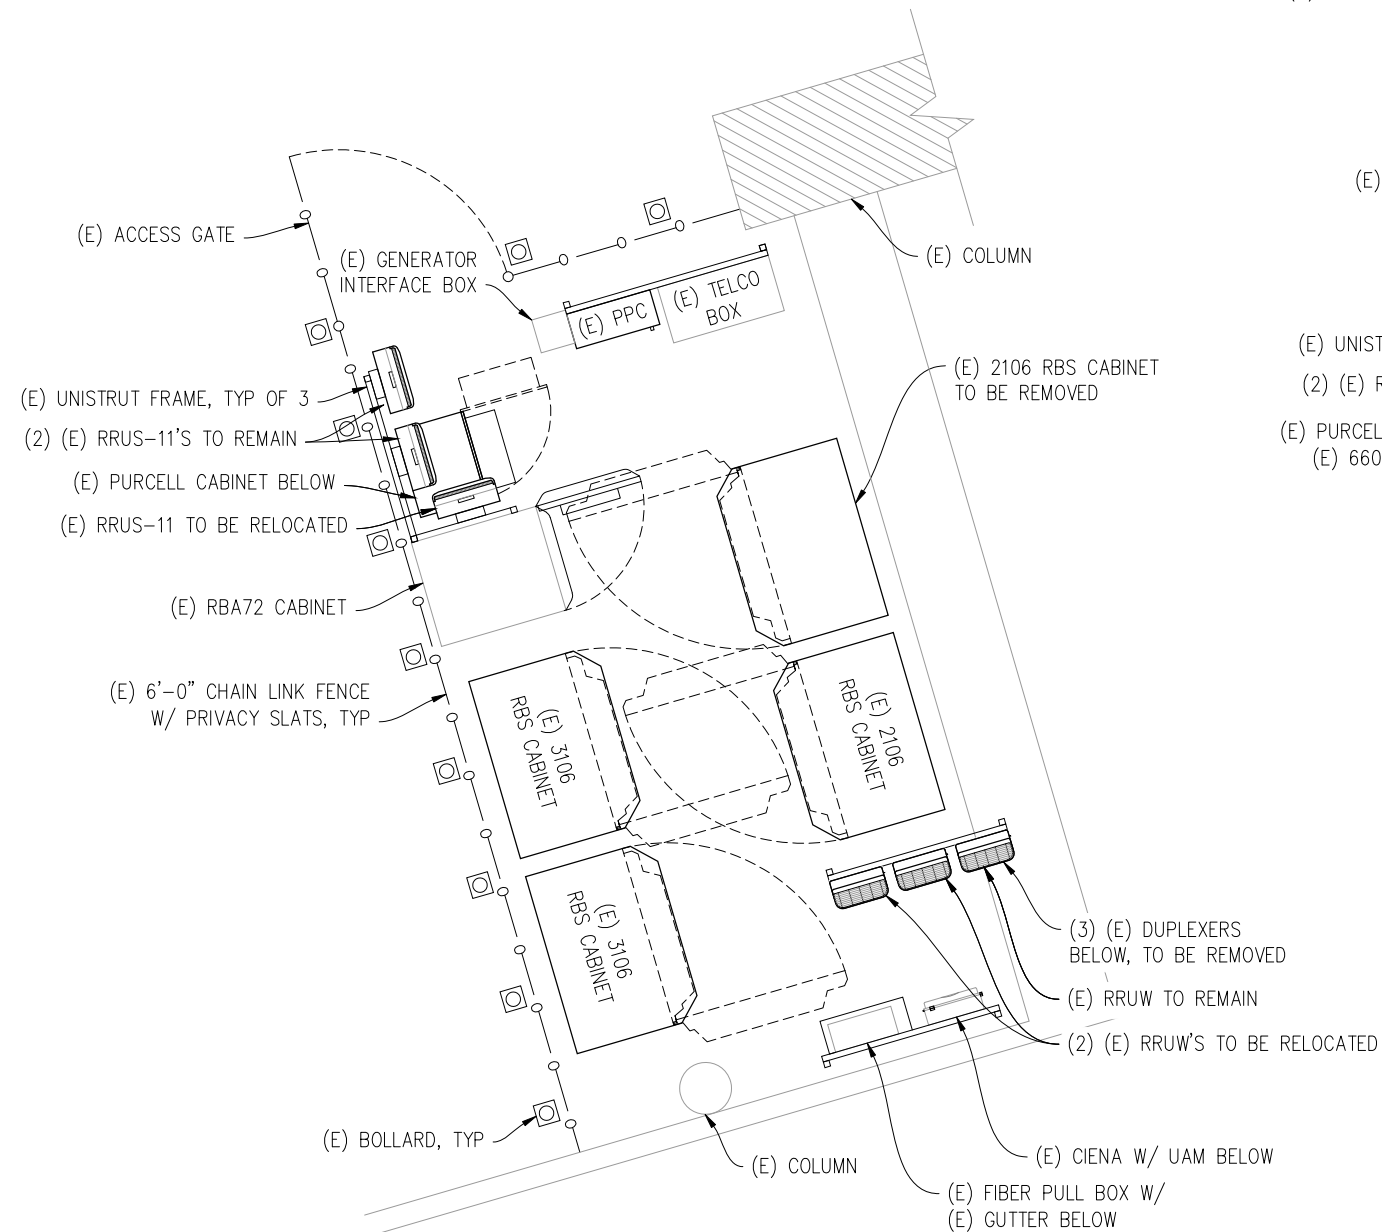 (E) ACCESS GATE
(E) GENERATOR
INTERFACE BOX
(E) PPC
(E) TELCO
BOX
(E) COLUMN
(E)
(E) 2106 RBS CABINET
TO BE REMOVED
(E) UNIST
(2) (E) R
(E) PURCEL
(E) 660
(E) UNISTRUT FRAME, TYP OF 3
(2) (E) RRUS-11'S TO REMAIN
(E) PURCELL CABINET BELOW
(E) RRUS-11 TO BE RELOCATED
(E) RBA72 CABINET
(E) 6'-0" CHAIN LINK FENCE
W/ PRIVACY SLATS, TYP
(E) 3106
RBS CABINET
(E) 2106
RBS CABINET
(E) 3106
RBS CABINET
(3) (E) DUPLEXERS
BELOW, TO BE REMOVED
(E) RRUW TO REMAIN
(2) (E) RRUW'S TO BE RELOCATED
(E) BOLLARD, TYP
(E) COLUMN
(E) CIENA W/ UAM BELOW
(E) FIBER PULL BOX W/
(E) GUTTER BELOW